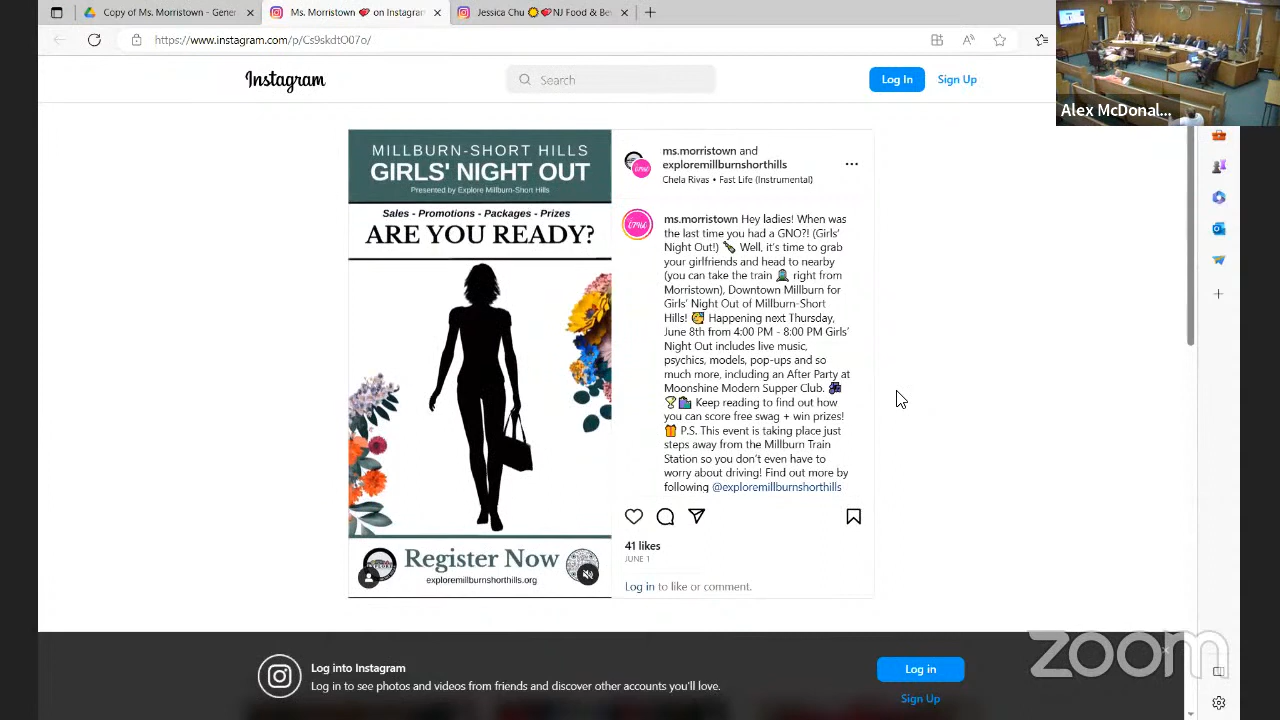 Copy of Ms. Morristown - Gener
Ms. Morristown 💋 on Instagram
Jessica Chu 🌞💋NJ Food & Be
https://www.instagram.com/p/Cs9skdtO07o/
Alex McDonal...
Instagram
Search
Log In
Sign Up
MILLBURN-SHORT HILLS
GIRLS' NIGHT OUT
Presented by Explore Millburn-Short Hills
Sales - Promotions - Packages - Prizes
ARE YOU READY?
Register Now
exploremillburnshorthills.org
ms.morristown and
exploremillburnshorthills
Chela Rivas • Fast Life (Instrumental)
ms.morristown Hey ladies! When was
the last time you had a GNO?! (Girls'
Night Out!) 🍾 Well, it's time to grab
your girlfriends and head to nearby
(you can take the train 🚊 right from
Morristown), Downtown Millburn for
Girls' Night Out of Millburn-Short
Hills! 🥳 Happening next Thursday,
June 8th from 4:00 PM - 8:00 PM Girls'
Night Out includes live music,
psychics, models, pop-ups and so
much more, including an After Party at
Moonshine Modern Supper Club. 🎆
🏆🛍️ Keep reading to find out how
you can score free swag + win prizes!
🎁 P.S. This event is taking place just
steps away from the Millburn Train
Station so you don't even have to
worry about driving! Find out more by
following @exploremillburnshorthills
41 likes
JUNE 1
Log in to like or comment.
Log into Instagram
Log in to see photos and videos from friends and discover other accounts you'll love.
Log in
Sign Up
zoom